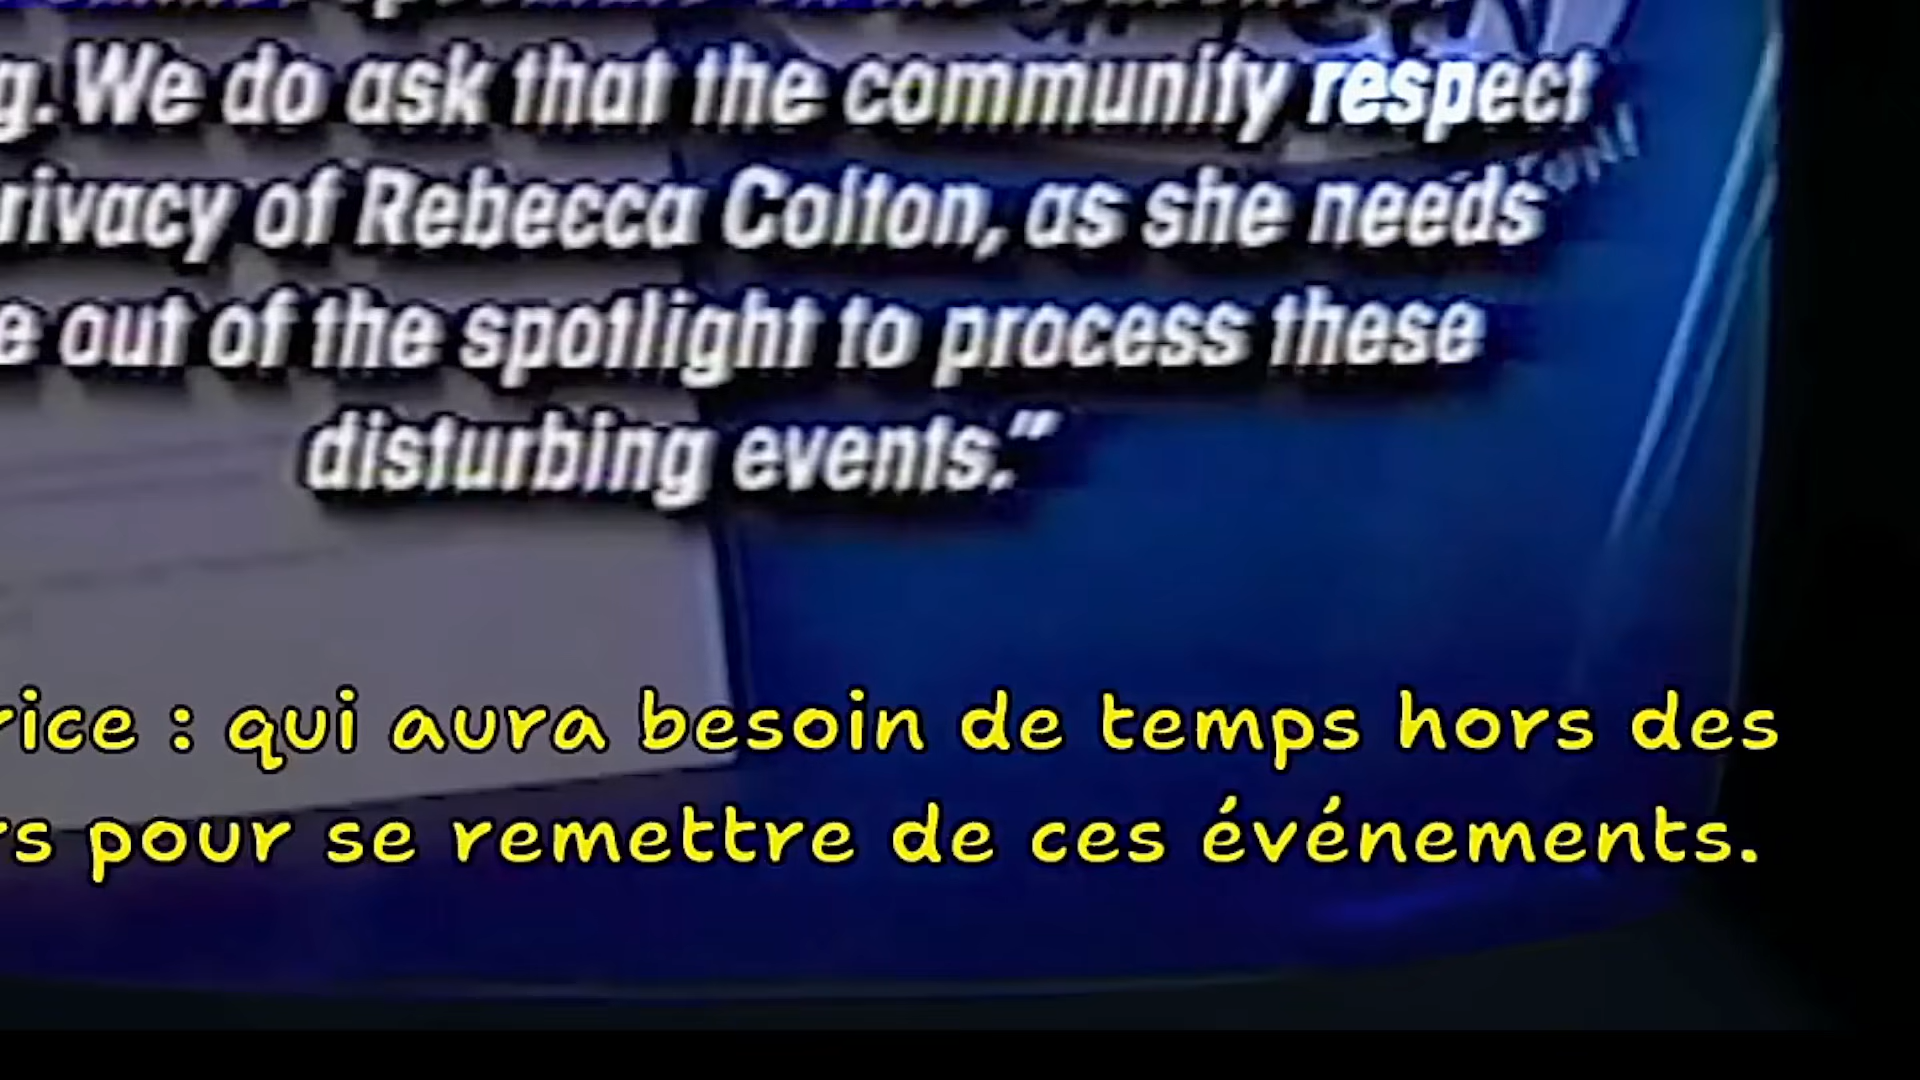 g. We do ask that the community respect
rivacy of Rebecca Colton, as she needs
e out of the spotlight to process these
disturbing events.”
rice : qui aura besoin de temps hors des
rs pour se remettre de ces événements.